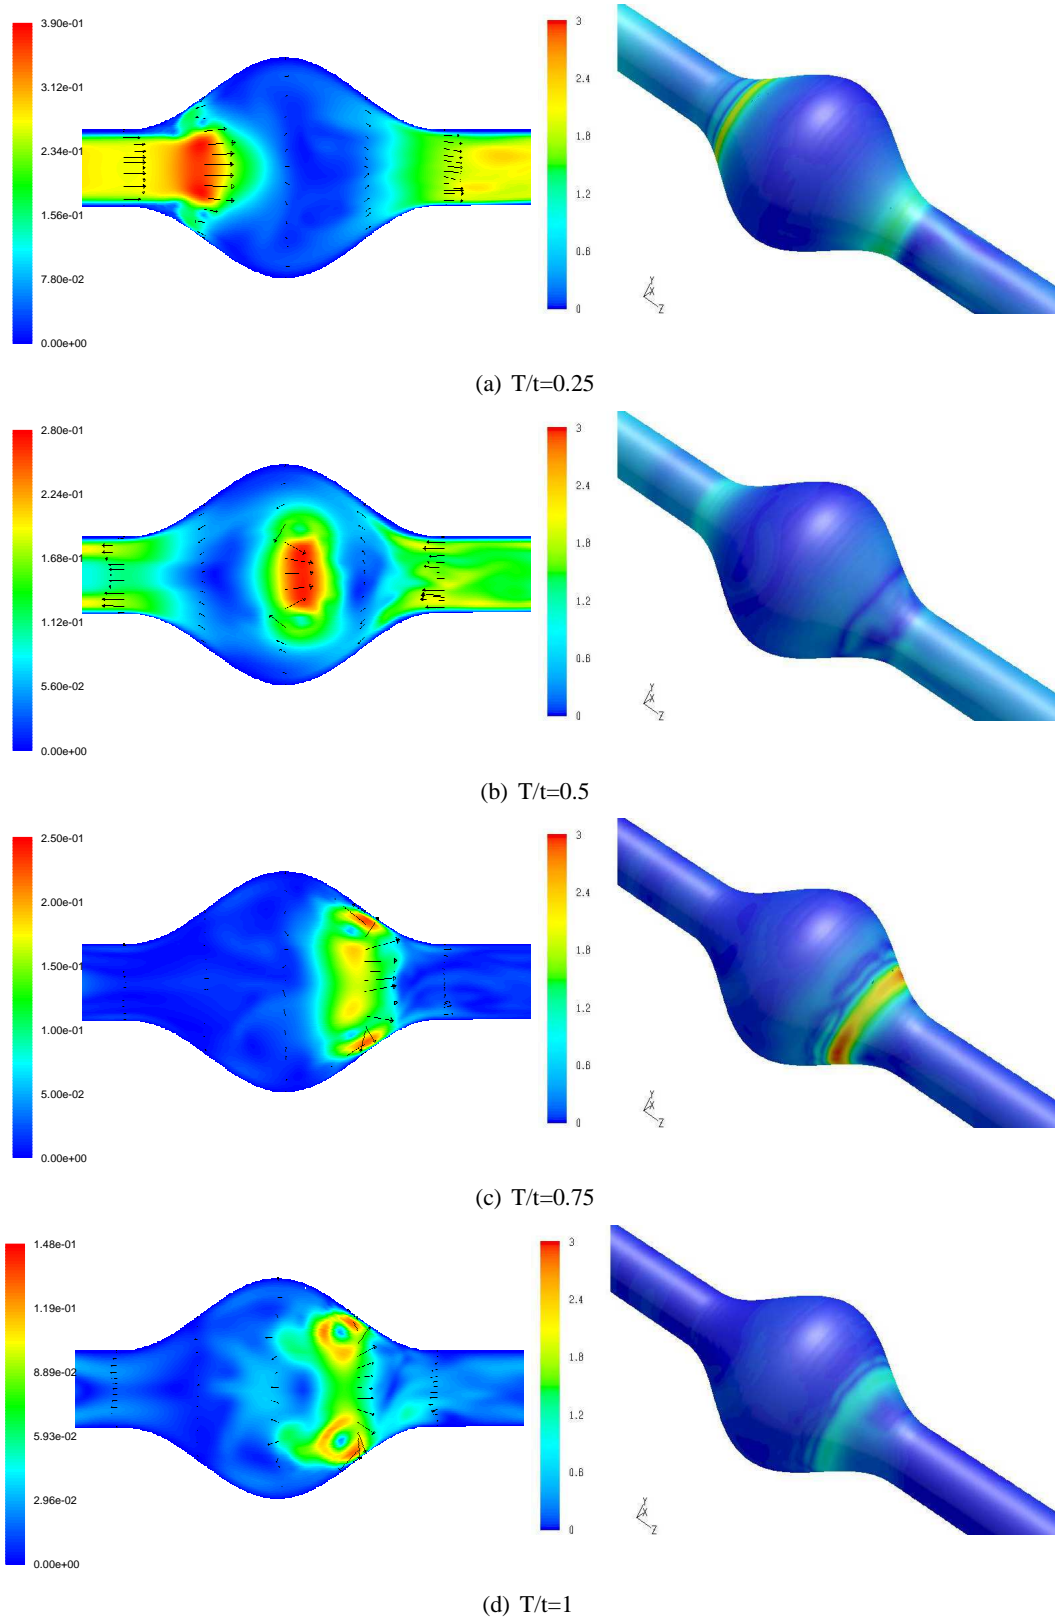 3.90e-01
3.12e-01
2.34e-01
1.56e-01
7.80e-02
0.00e+00
3
2.4
1.8
1.2
0.6
0
Y
X
Z
(a) T/t=0.25
2.80e-01
2.24e-01
1.68e-01
1.12e-01
5.60e-02
0.00e+00
3
2.4
1.8
1.2
0.6
0
Y
X
Z
(b) T/t=0.5
2.50e-01
2.00e-01
1.50e-01
1.00e-01
5.00e-02
0.00e+00
3
2.4
1.8
1.2
0.6
0
Y
X
Z
(c) T/t=0.75
1.48e-01
1.19e-01
8.89e-02
5.93e-02
2.96e-02
0.00e+00
3
2.4
1.8
1.2
0.6
0
Y
X
Z
(d) T/t=1